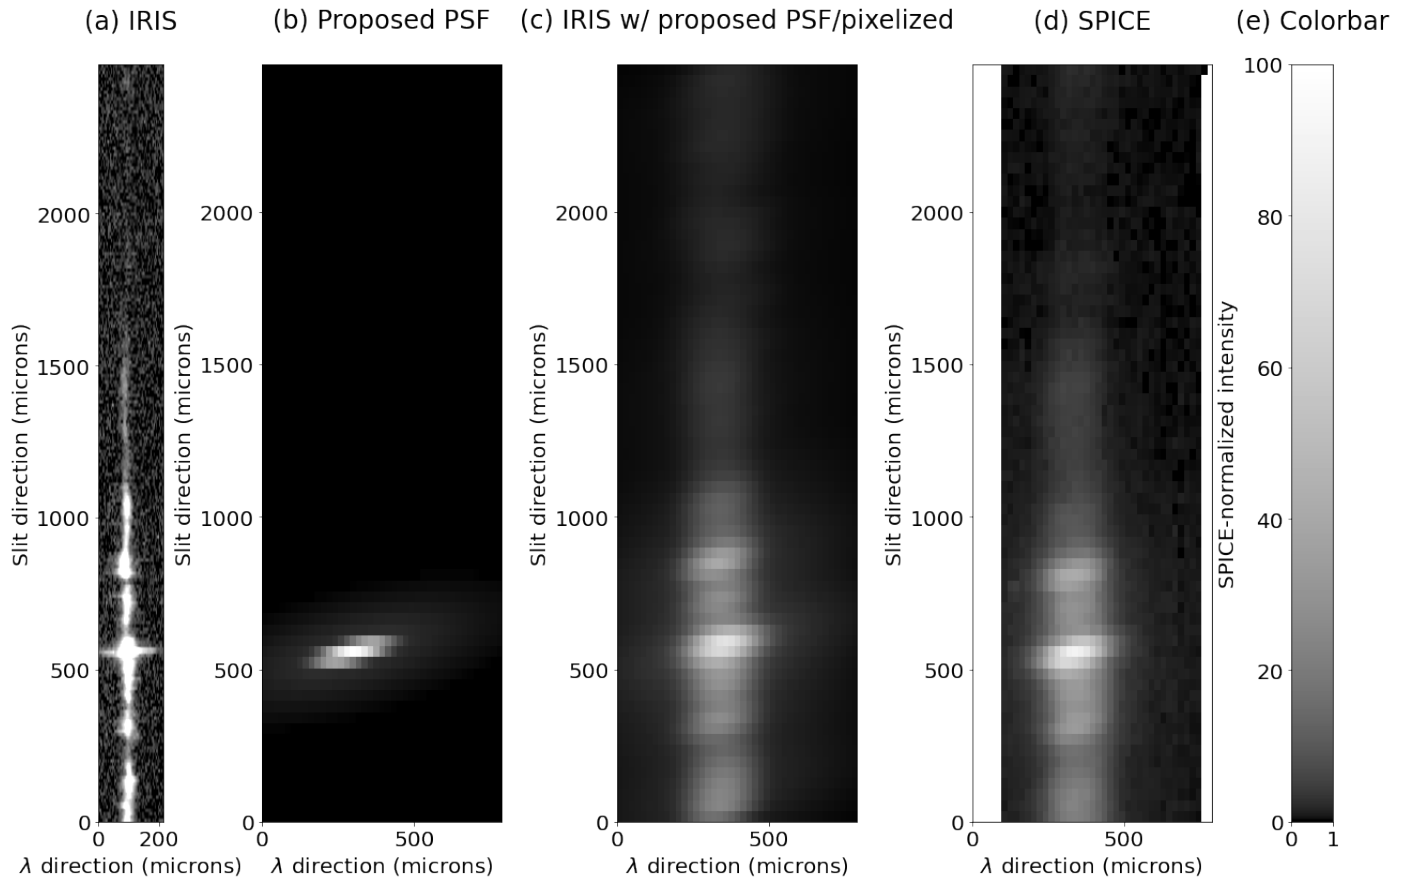 (a) IRIS
(b) Proposed PSF
(c) IRIS w/ proposed PSF/pixelized
(d) SPICE
(e) Colorbar
Slit direction (microns)
2000
1500
1000
500
0
0
200
λ direction (microns)
Slit direction (microns)
2000
1500
1000
500
0
0
500
λ direction (microns)
Slit direction (microns)
2000
1500
1000
500
0
0
500
λ direction (microns)
Slit direction (microns)
2000
1500
1000
500
0
0
500
λ direction (microns)
SPICE-normalized intensity
100
80
60
40
20
0
0
1